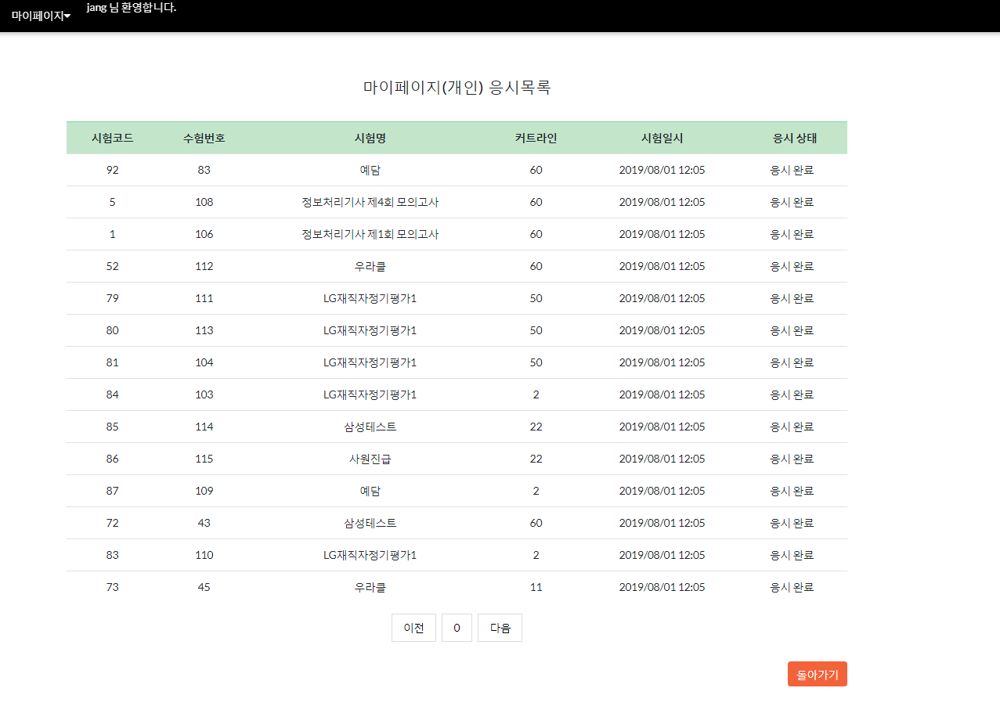 마이페이지 jang 님 환영합니다.
마이페이지(개인) 응시목록
시험코드 수험번호 시험명 커트라인 시험일시 응시 상태
92 83 예담 60 2019/08/01 12:05 응시 완료
5 108 정보처리기사 제4회 모의고사 60 2019/08/01 12:05 응시 완료
1 106 정보처리기사 제1회 모의고사 60 2019/08/01 12:05 응시 완료
52 112 우라클 60 2019/08/01 12:05 응시 완료
79 111 LG재직자정기평가1 50 2019/08/01 12:05 응시 완료
80 113 LG재직자정기평가1 50 2019/08/01 12:05 응시 완료
81 104 LG재직자정기평가1 50 2019/08/01 12:05 응시 완료
84 103 LG재직자정기평가1 2 2019/08/01 12:05 응시 완료
85 114 삼성테스트 22 2019/08/01 12:05 응시 완료
86 115 사원진급 22 2019/08/01 12:05 응시 완료
87 109 예담 2 2019/08/01 12:05 응시 완료
72 43 삼성테스트 60 2019/08/01 12:05 응시 완료
83 110 LG재직자정기평가1 2 2019/08/01 12:05 응시 완료
73 45 우라클 11 2019/08/01 12:05 응시 완료
이전 0 다음
돌아가기